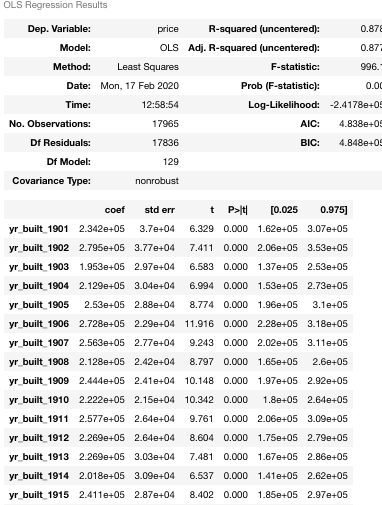 OLS Regression Results
Dep. Variable: price R-squared (uncentered): 0.878
Model: OLS Adj. R-squared (uncentered): 0.877
Method: Least Squares F-statistic: 996.1
Date: Mon, 17 Feb 2020 Prob (F-statistic): 0.00
Time: 12:58:54 Log-Likelihood: -2.4178e+05
No. Observations: 17965 AIC: 4.838e+05
Df Residuals: 17836 BIC: 4.848e+05
Df Model: 129
Covariance Type: nonrobust
coef std err t P>|t| [0.025 0.975]
yr_built_1901 2.342e+05 3.7e+04 6.329 0.000 1.62e+05 3.07e+05
yr_built_1902 2.795e+05 3.77e+04 7.411 0.000 2.06e+05 3.53e+05
yr_built_1903 1.953e+05 2.97e+04 6.583 0.000 1.37e+05 2.53e+05
yr_built_1904 2.129e+05 3.04e+04 6.994 0.000 1.53e+05 2.73e+05
yr_built_1905 2.53e+05 2.88e+04 8.774 0.000 1.96e+05 3.1e+05
yr_built_1906 2.728e+05 2.29e+04 11.916 0.000 2.28e+05 3.18e+05
yr_built_1907 2.563e+05 2.77e+04 9.243 0.000 2.02e+05 3.11e+05
yr_built_1908 2.128e+05 2.42e+04 8.797 0.000 1.65e+05 2.6e+05
yr_built_1909 2.444e+05 2.41e+04 10.148 0.000 1.97e+05 2.92e+05
yr_built_1910 2.222e+05 2.15e+04 10.342 0.000 1.8e+05 2.64e+05
yr_built_1911 2.577e+05 2.64e+04 9.761 0.000 2.06e+05 3.09e+05
yr_built_1912 2.269e+05 2.64e+04 8.604 0.000 1.75e+05 2.79e+05
yr_built_1913 2.269e+05 3.03e+04 7.481 0.000 1.67e+05 2.86e+05
yr_built_1914 2.018e+05 3.09e+04 6.537 0.000 1.41e+05 2.62e+05
yr_built_1915 2.411e+05 2.87e+04 8.402 0.000 1.85e+05 2.97e+05